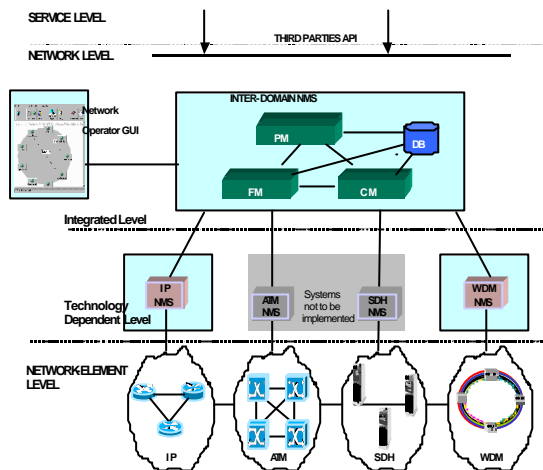 SERVICE LEVEL
THIRD PARTIES API
NETWORK LEVEL
INTER-DOMAIN NMS
Network
Operator GUI
PM
DB
FM
CM
Integrated Level
IP
NMS
ATM
NMS
Systems
not to be
implemented
SDH
NMS
WDM
NMS
Technology
Dependent Level
NETWORK-ELEMENT
LEVEL
IP
ATM
SDH
WDM